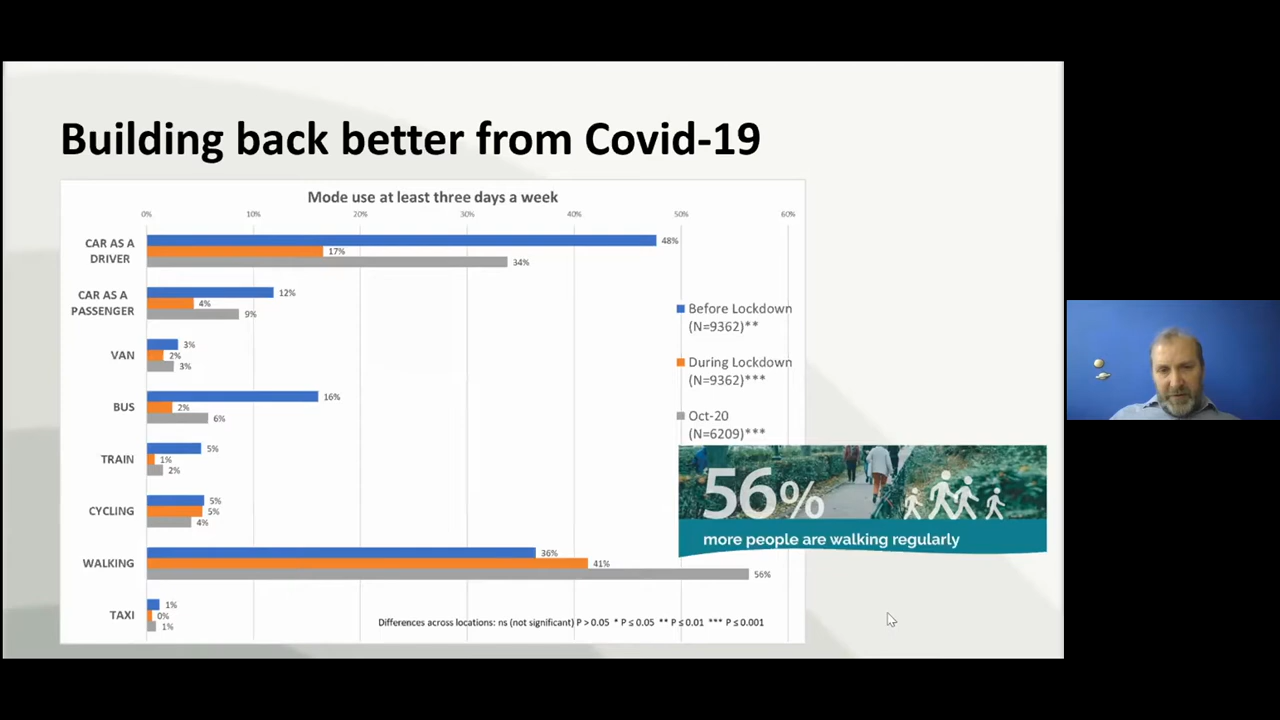 Building back better from Covid-19
Mode use at least three days a week
0% 10% 20% 30% 40% 50% 60%
CAR AS A
DRIVER
48%
17%
34%
CAR AS A
PASSENGER
12%
4%
9%
VAN
3%
2%
3%
BUS
16%
2%
6%
TRAIN
5%
1%
2%
CYCLING
5%
5%
4%
WALKING
36%
41%
56%
TAXI
1%
0%
1%
Before Lockdown
(N=9362)**
During Lockdown
(N=9362)***
Oct-20
(N=6209)***
56%
more people are walking regularly
Differences across locations: ns (not significant) P > 0.05 * P ≤ 0.05 ** P ≤ 0.01 *** P ≤ 0.001